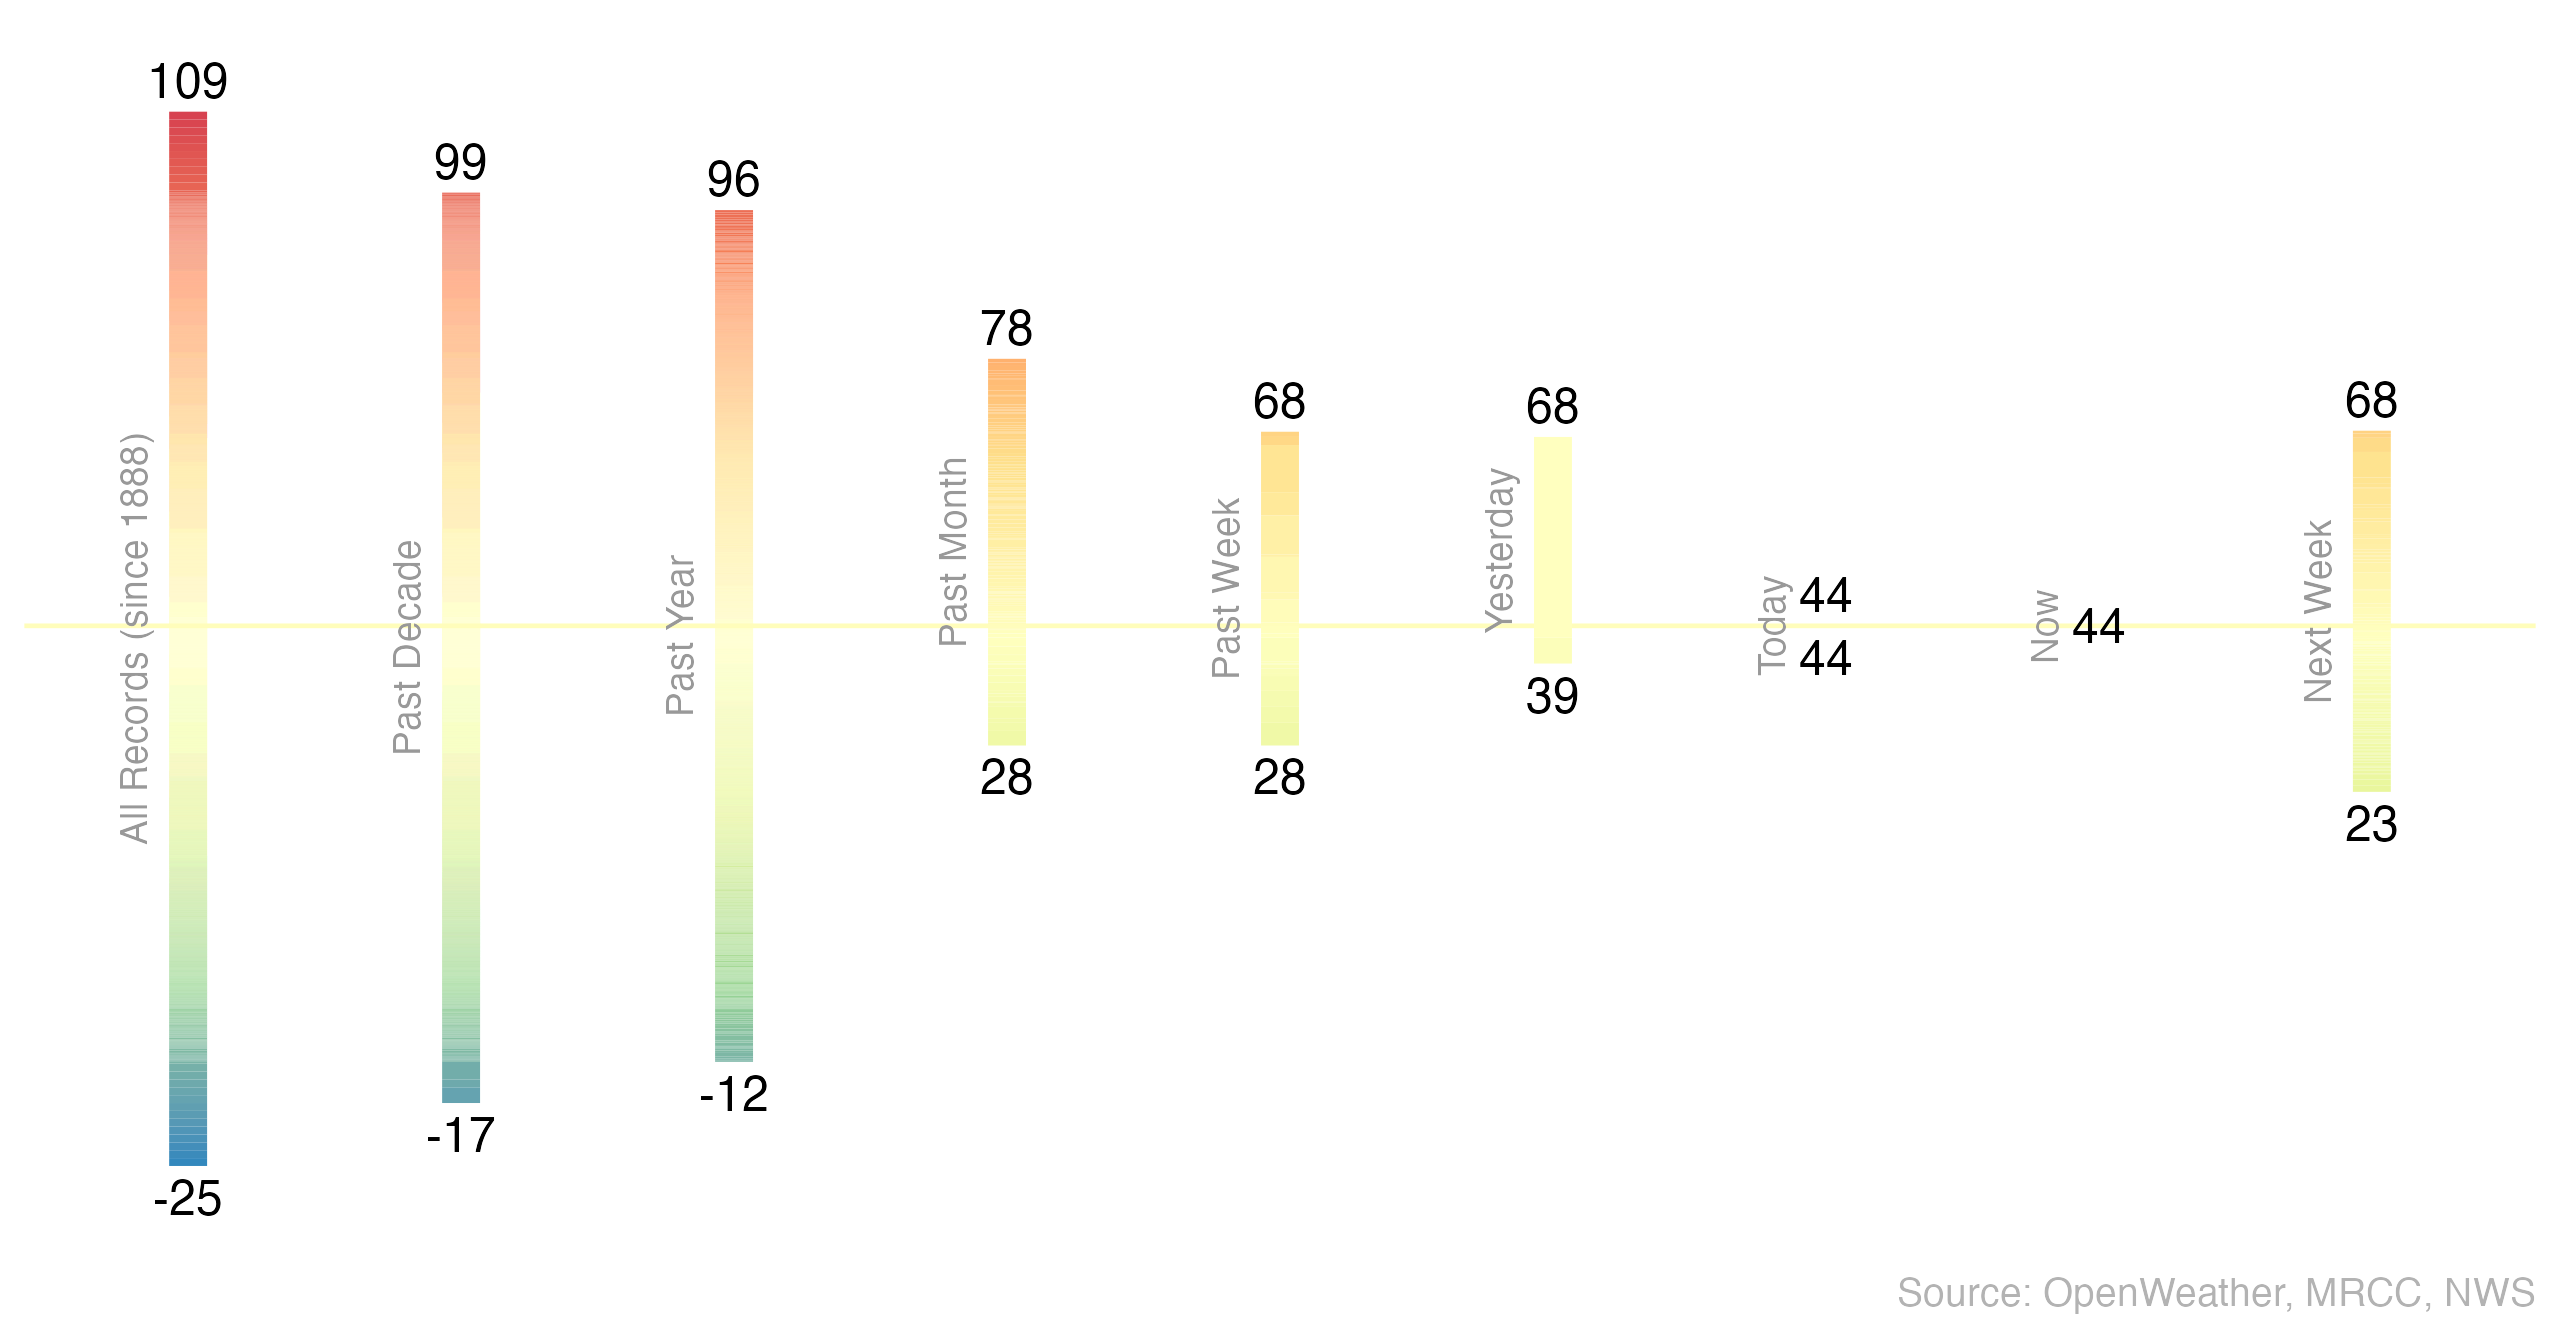 109
All Records (since 1888)
-25
99
Past Decade
-17
96
Past Year
-12
78
Past Month
28
68
Past Week
28
68
Yesterday
39
44
Today
44
Now
44
68
Next Week
23
Source: OpenWeather, MRCC, NWS